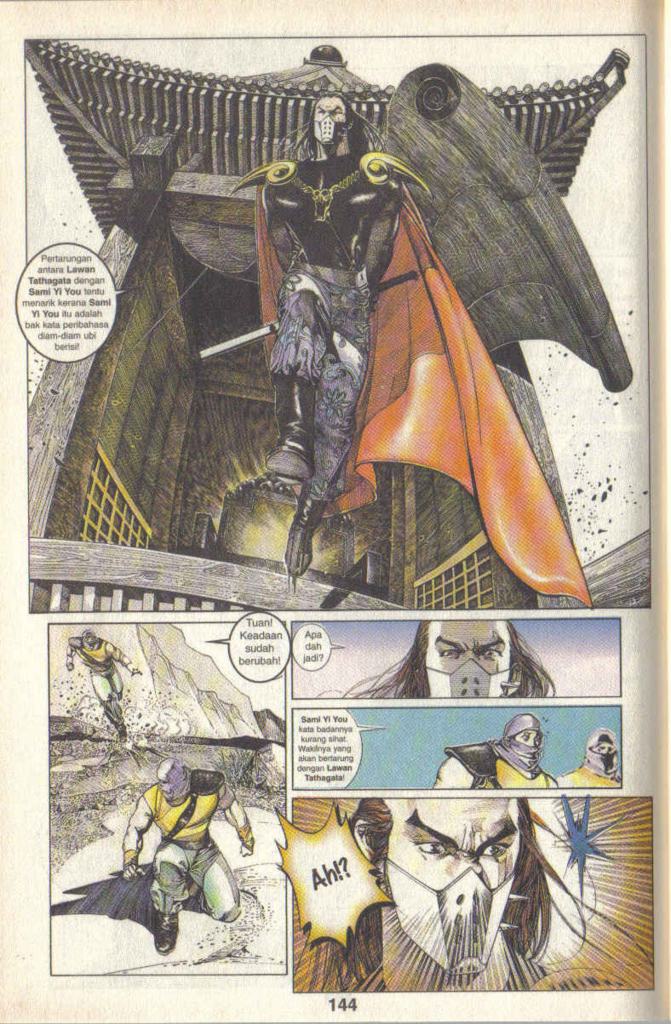 Pertarungan
antara Lawan
Tathagata dengan
Sami Yi You tentu
menarik kerana Sami
Yi You itu adalah
bak kata peribahasa
diam-diam ubi
berisi!
Tuan!
Keadaan
sudah
berubah!
Apa
dah
jadi?
Sami Yi You
kata badannya
kurang sihat.
Wakilnya yang
akan bertarung
dengan Lawan
Tathagata!
Ah!?
144